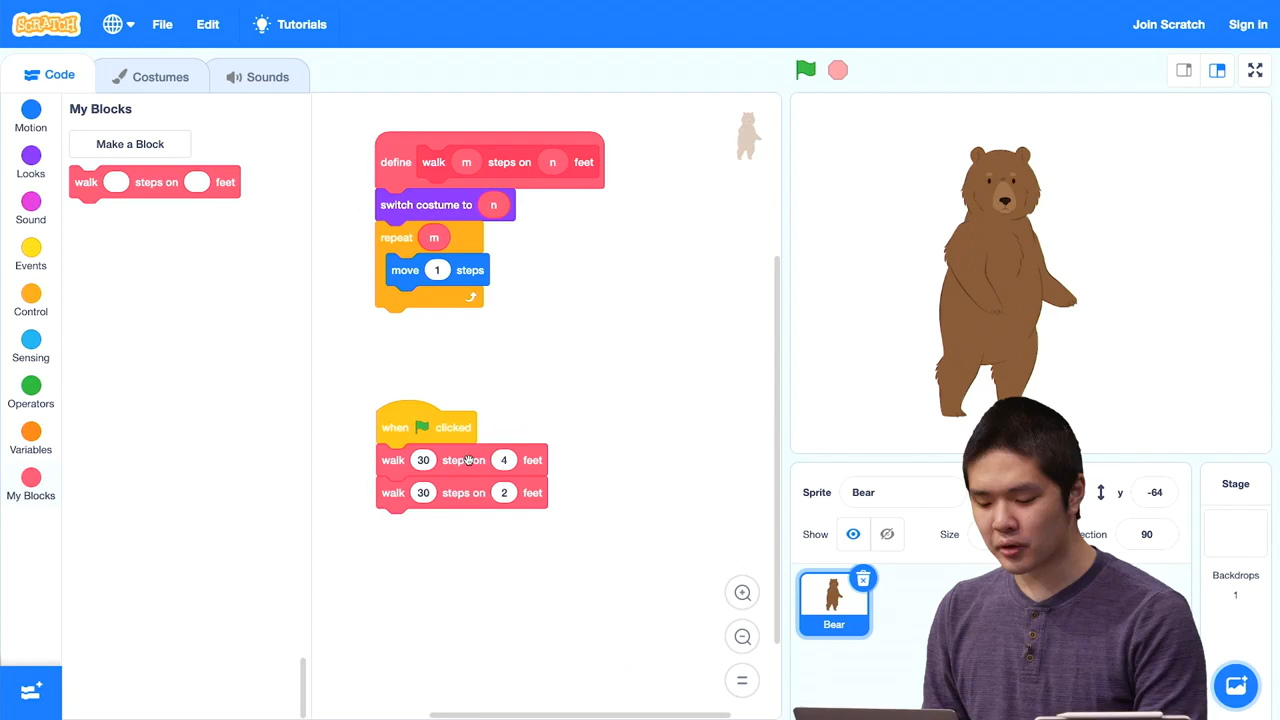 SCRATCH File Edit Tutorials Join Scratch Sign in
Code Costumes Sounds
Motion
Looks
Sound
Events
Control
Sensing
Operators
Variables
My Blocks
My Blocks
Make a Block
walk steps on feet
define walk m steps on n feet
switch costume to n
repeat m
move 1 steps
when clicked
walk 30 steps on 4 feet
walk 30 steps on 2 feet
Sprite Bear y -64
Show Size 90
Bear
Stage
Backdrops
1